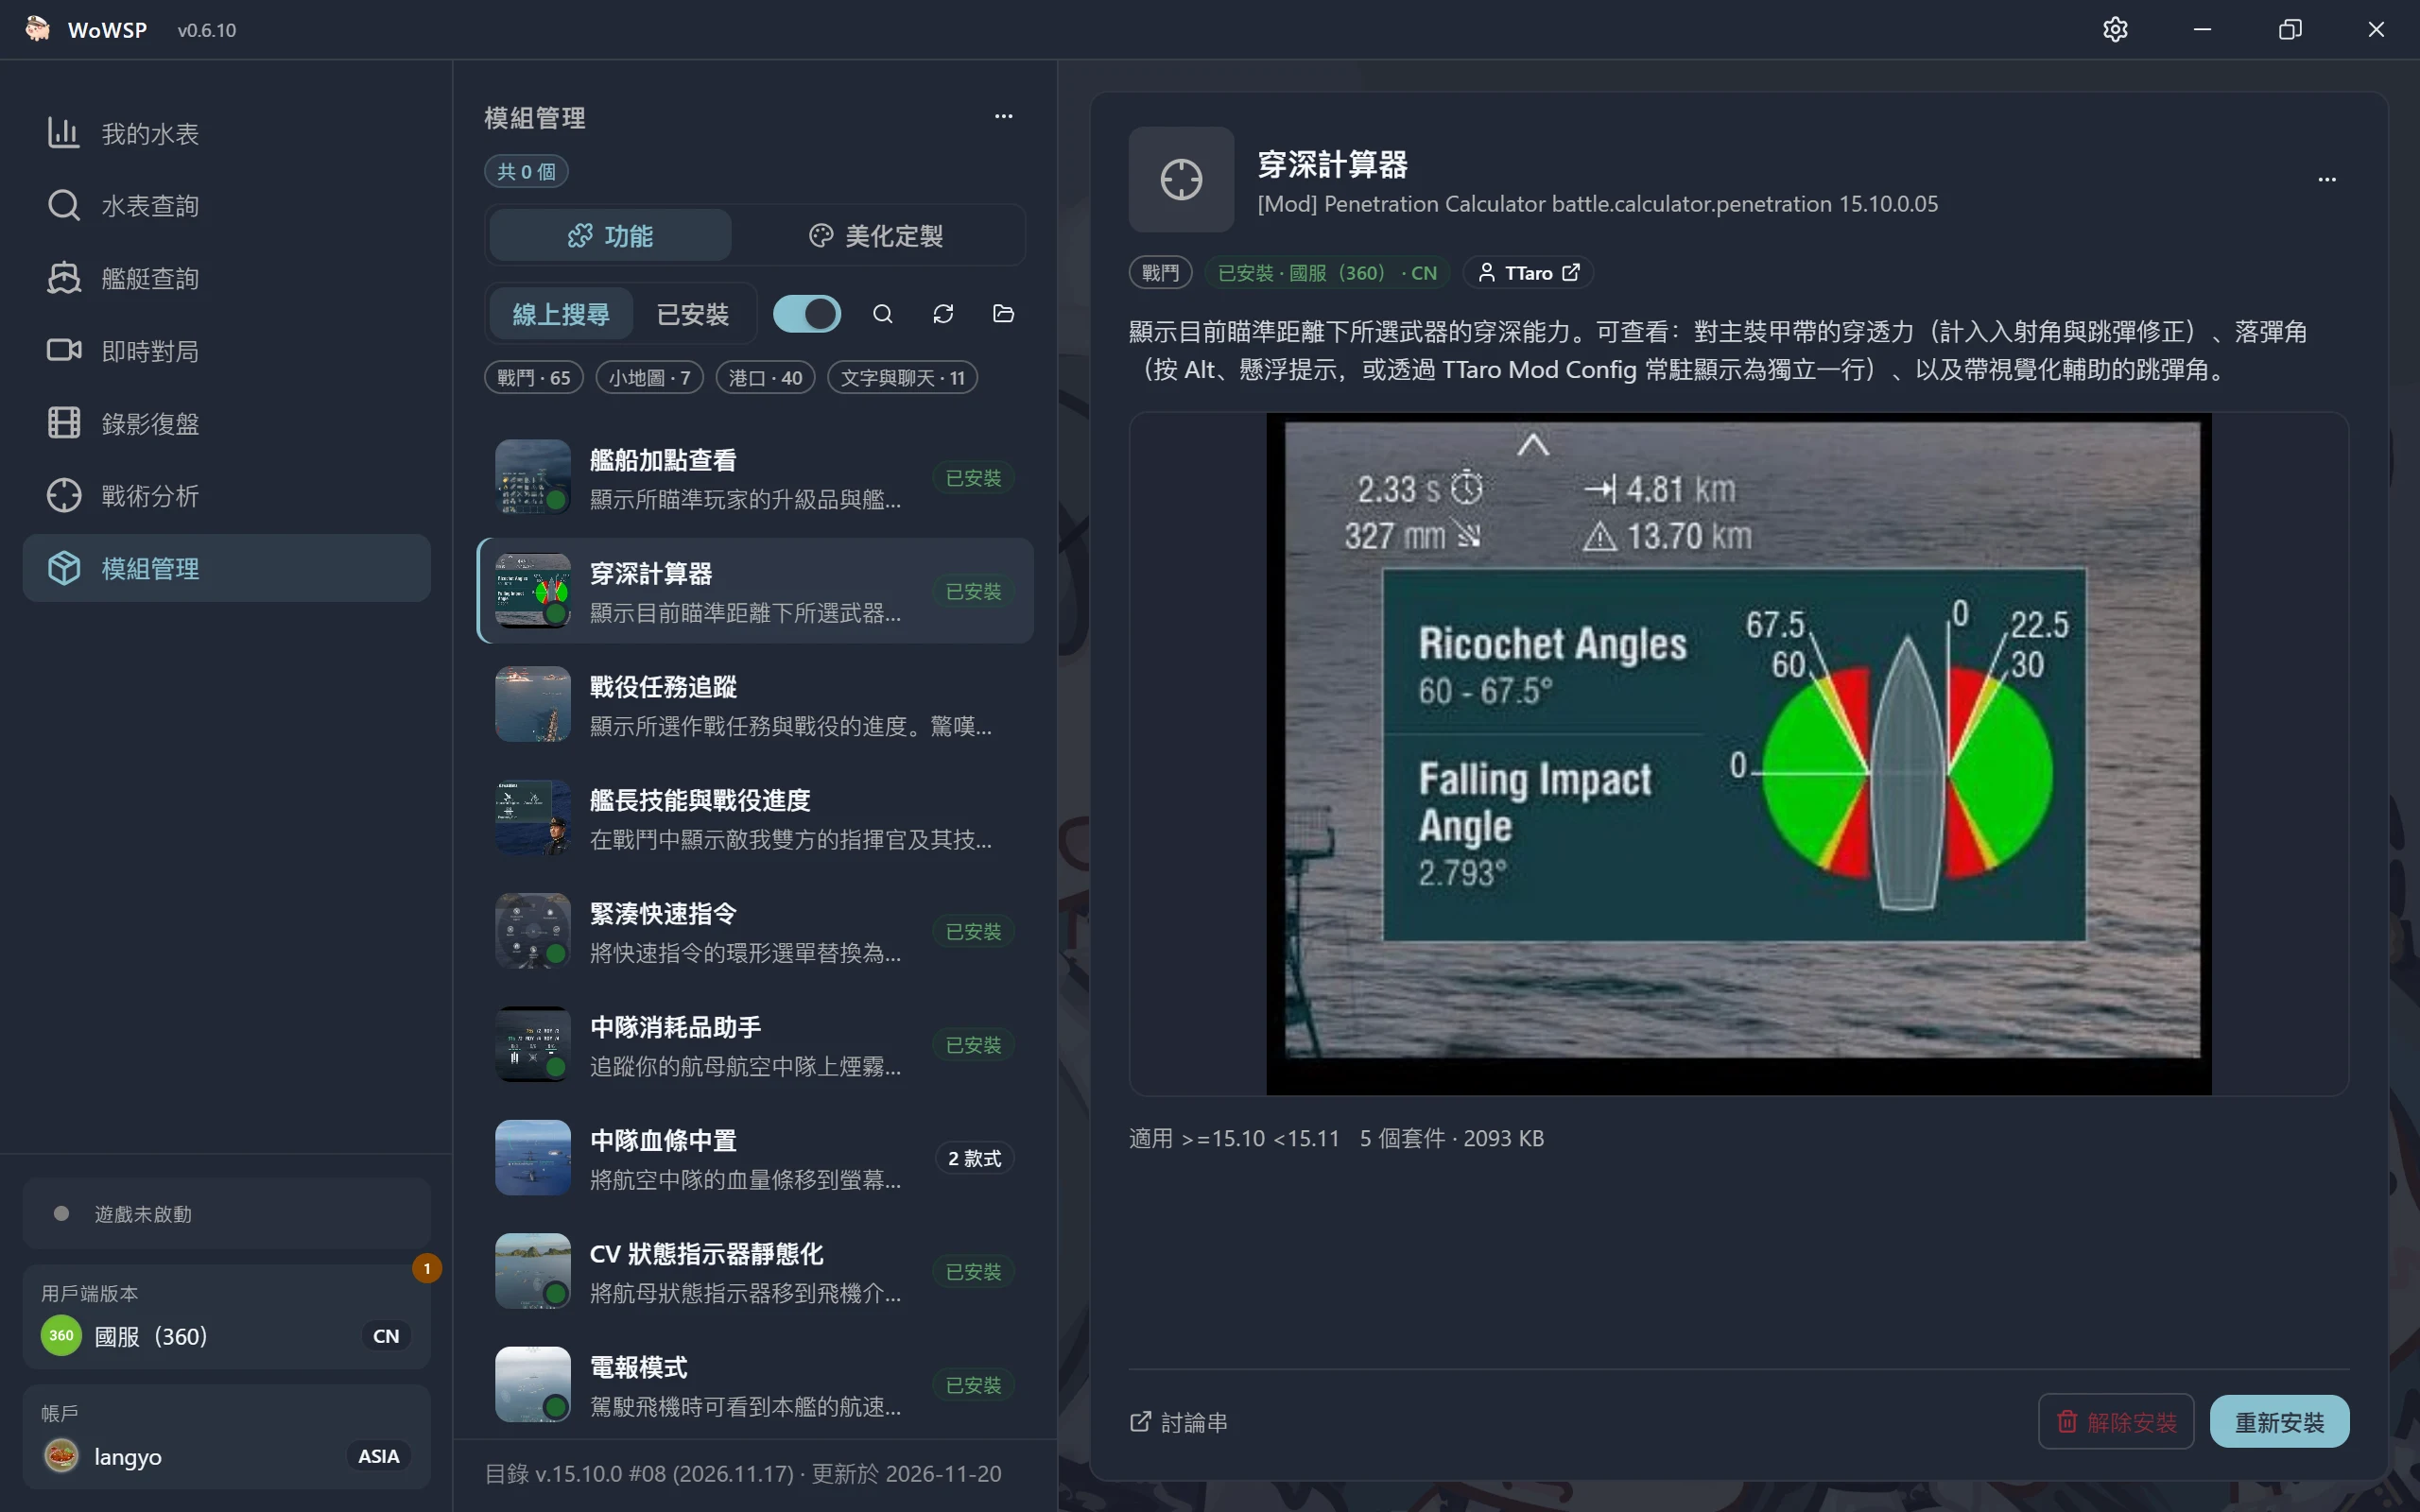 WoWSP v0.6.10
我的水表
水表查詢
艦艇查詢
即時對局
錄影復盤
戰術分析
模組管理
遊戲未啟動
1
用戶端版本
360 國服（360） CN
帳戶
langyo ASIA
模組管理
共 0 個
功能 美化定製
線上搜尋 已安裝
戰鬥 · 65 小地圖 · 7 港口 · 40 文字與聊天 · 11
艦船加點查看
顯示所瞄準玩家的升級品與艦...
已安裝
穿深計算器
顯示目前瞄準距離下所選武器...
已安裝
戰役任務追蹤
顯示所選作戰任務與戰役的進度。驚嘆...
艦長技能與戰役進度
在戰鬥中顯示敵我雙方的指揮官及其技...
緊湊快速指令
將快速指令的環形選單替換為...
已安裝
中隊消耗品助手
追蹤你的航母航空中隊上煙霧...
已安裝
中隊血條中置
將航空中隊的血量條移到螢幕...
2 款式
CV 狀態指示器靜態化
將航母狀態指示器移到飛機介...
已安裝
電報模式
駕駛飛機時可看到本艦的航速...
已安裝
目錄 v.15.10.0 #08 (2026.11.17) · 更新於 2026-11-20
穿深計算器
[Mod] Penetration Calculator battle.calculator.penetration 15.10.0.05
戰鬥 已安裝 · 國服（360） · CN TTaro
顯示目前瞄準距離下所選武器的穿深能力。可查看：對主裝甲帶的穿透力（計入入射角與跳彈修正）、落彈角
（按 Alt、懸浮提示，或透過 TTaro Mod Config 常駐顯示為獨立一行）、以及帶視覺化輔助的跳彈角。
2.33 s 4.81 km
327 mm 13.70 km
Ricochet Angles
60 - 67.5°
Falling Impact
Angle
2.793°
67.5 0 22.5
60 30
0
適用 >=15.10 <15.11 5 個套件 · 2093 KB
討論串 解除安裝 重新安裝